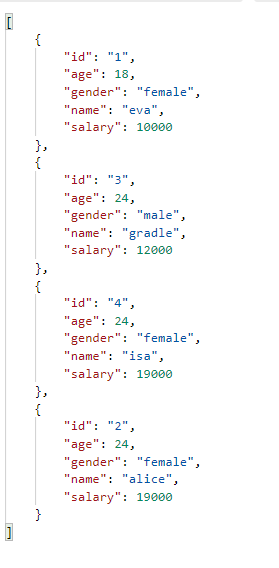 [
    {
        "id": "1",
        "age": 18,
        "gender": "female",
        "name": "eva",
        "salary": 10000
    },
    {
        "id": "3",
        "age": 24,
        "gender": "male",
        "name": "gradle",
        "salary": 12000
    },
    {
        "id": "4",
        "age": 24,
        "gender": "female",
        "name": "isa",
        "salary": 19000
    },
    {
        "id": "2",
        "age": 24,
        "gender": "female",
        "name": "alice",
        "salary": 19000
    }
]